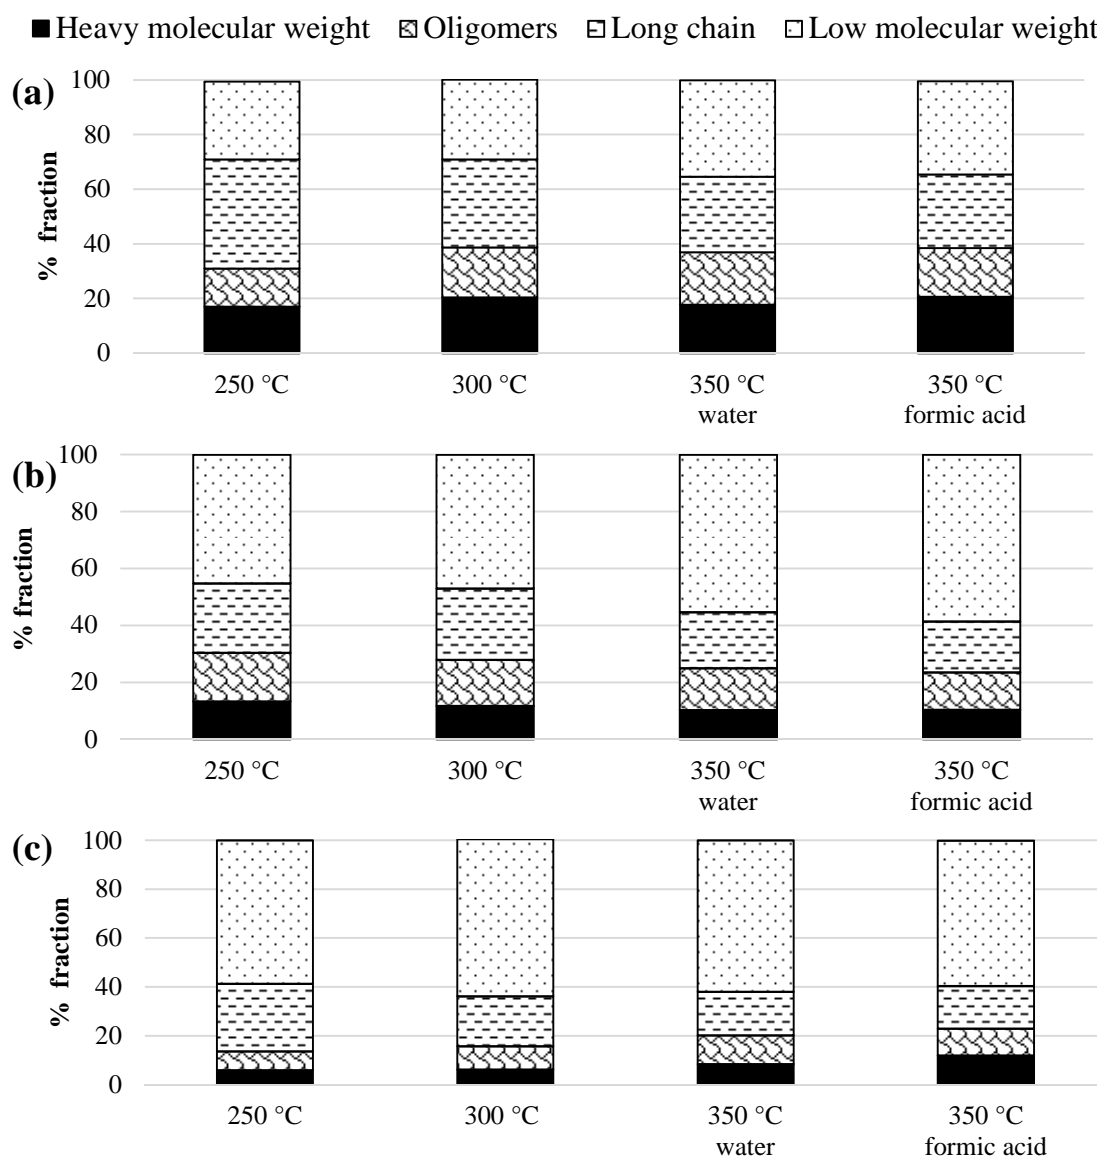 Heavy molecular weight Oligomers Long chain Low molecular weight
(a)
100
80
60
40
20
0
% fraction
250 °C 300 °C 350 °C 350 °C
water formic acid
(b)
100
80
60
40
20
0
% fraction
250 °C 300 °C 350 °C 350 °C
water formic acid
(c)
100
80
60
40
20
0
% fraction
250 °C 300 °C 350 °C 350 °C
water formic acid